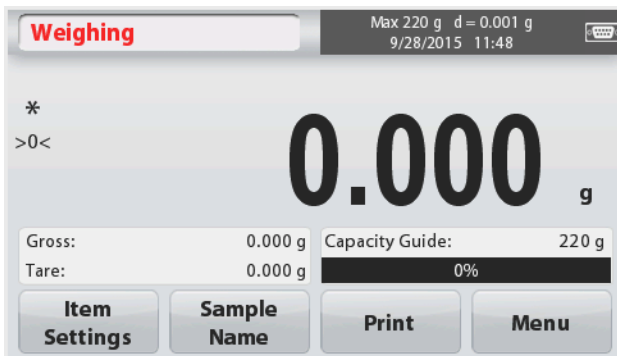 Weighing
Max 220 g d = 0.001 g
9/28/2015 11:48
*
>0<
0.000 g
Gross: 0.000 g
Tare: 0.000 g
Capacity Guide: 220 g
0%
Item
Settings
Sample
Name
Print
Menu